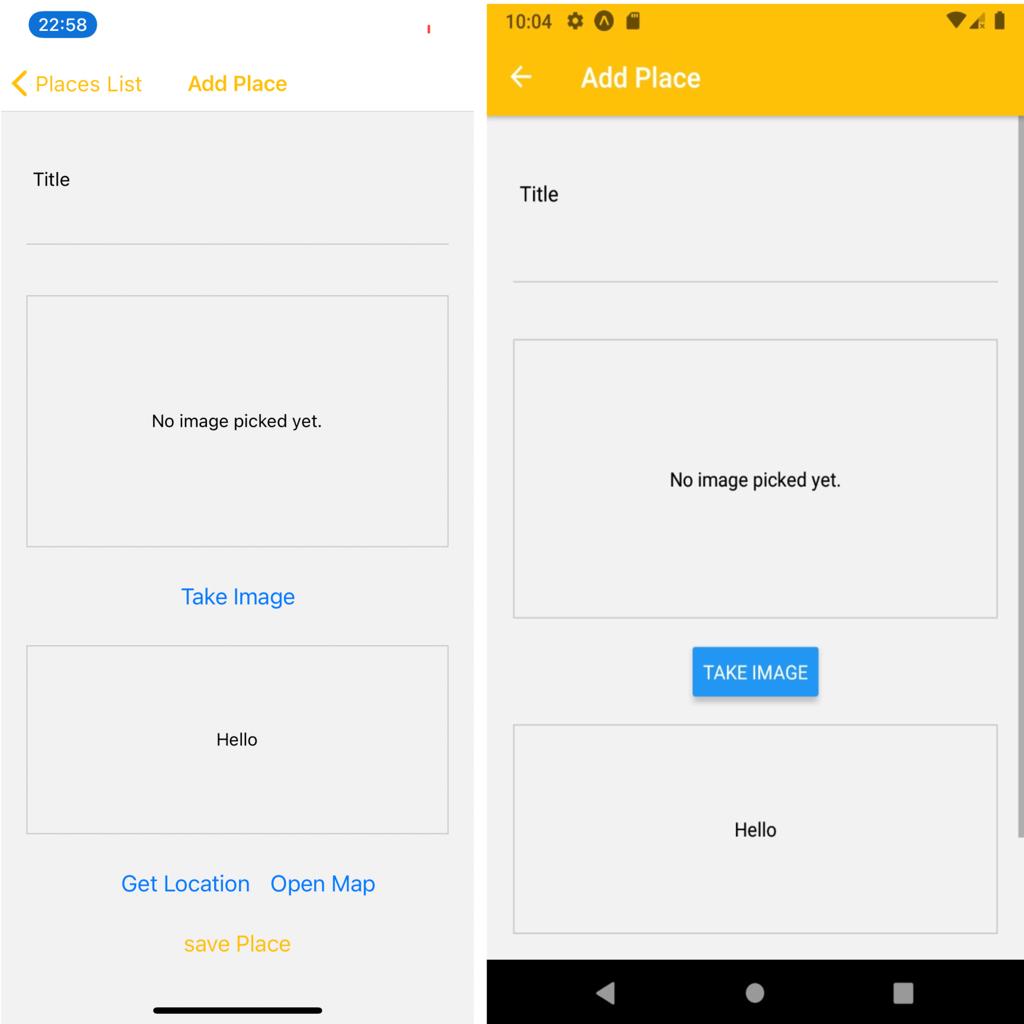 22:58
Places List Add Place
Title
No image picked yet.
Take Image
Hello
Get Location Open Map
save Place
10:04
Add Place
Title
No image picked yet.
TAKE IMAGE
Hello